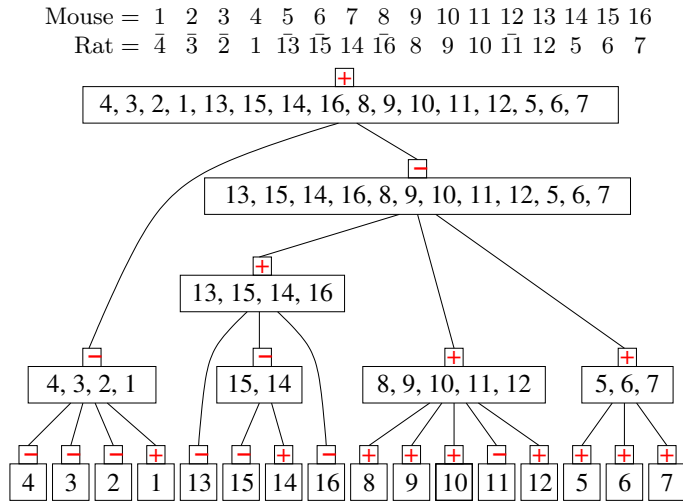 Mouse = 1 2 3 4 5 6 7 8 9 10 11 12 13 14 15 16
Rat = 4̄ 3̄ 2̄ 1 1̄3̄ 1̄5̄ 14 1̄6̄ 8 9 10 1̄1̄ 12 5 6 7
+
4, 3, 2, 1, 13, 15, 14, 16, 8, 9, 10, 11, 12, 5, 6, 7
−
13, 15, 14, 16, 8, 9, 10, 11, 12, 5, 6, 7
+
13, 15, 14, 16
− − + +
4, 3, 2, 1 15, 14 8, 9, 10, 11, 12 5, 6, 7
− − − + − − + − + + + − + + + +
4 3 2 1 13 15 14 16 8 9 10 11 12 5 6 7